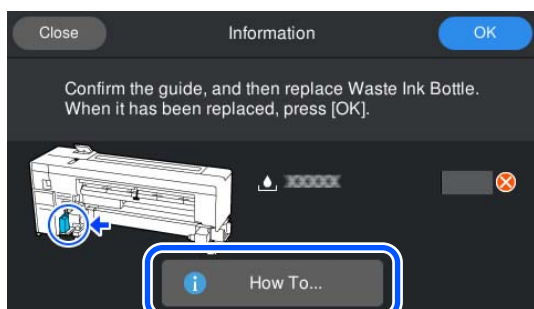 Close
Information
OK
Confirm the guide, and then replace Waste Ink Bottle.
When it has been replaced, press [OK].
XXXXX
i
How To...